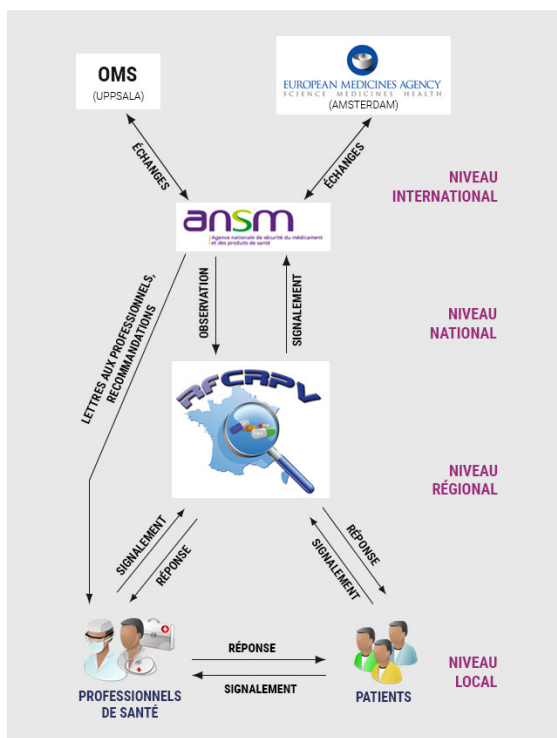 OMS
(UPPSALA)
EUROPEAN MEDICINES AGENCY
SCIENCE MEDICINES HEALTH
(AMSTERDAM)
ÉCHANGES
ÉCHANGES
NIVEAU
INTERNATIONAL
ansm
Agence nationale de sécurité du médicament
et des produits de santé
LETTRES AUX PROFESSIONNELS,
RECOMMANDATIONS
OBSERVATION
SIGNALEMENT
NIVEAU
NATIONAL
RFCRPV
NIVEAU
RÉGIONAL
SIGNALEMENT
RÉPONSE
RÉPONSE
SIGNALEMENT
RÉPONSE
SIGNALEMENT
PROFESSIONNELS
DE SANTÉ
PATIENTS
NIVEAU
LOCAL